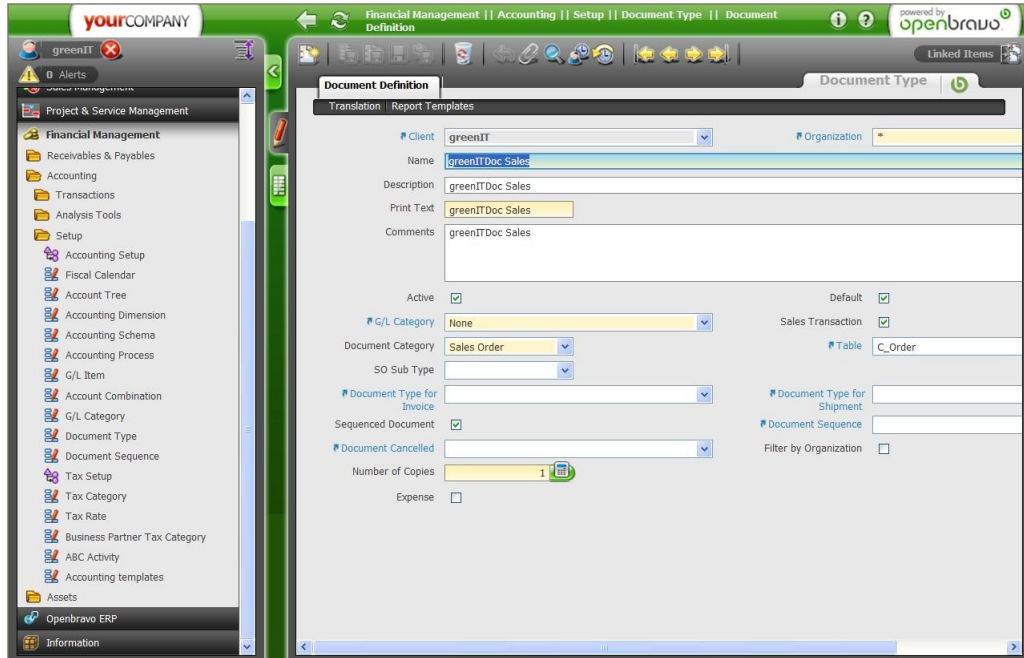 yourCOMPANY
Financial Management || Accounting || Setup || Document Type || Document
Definition
powered by
openbravo
greenIT
0 Alerts
Linked Items
Sales Management
Project & Service Management
Financial Management
Receivables & Payables
Accounting
Transactions
Analysis Tools
Setup
Accounting Setup
Fiscal Calendar
Account Tree
Accounting Dimension
Accounting Schema
Accounting Process
G/L Item
Account Combination
G/L Category
Document Type
Document Sequence
Tax Setup
Tax Category
Tax Rate
Business Partner Tax Category
ABC Activity
Accounting templates
Assets
Openbravo ERP
Information
Document Definition
Document Type
Translation Report Templates
Client greenIT Organization *
Name greenITDoc Sales
Description greenITDoc Sales
Print Text greenITDoc Sales
Comments greenITDoc Sales
Active Default
G/L Category None Sales Transaction
Document Category Sales Order Table C_Order
SO Sub Type
Document Type for Document Type for
Invoice Shipment
Sequenced Document Document Sequence
Document Cancelled Filter by Organization
Number of Copies 1
Expense